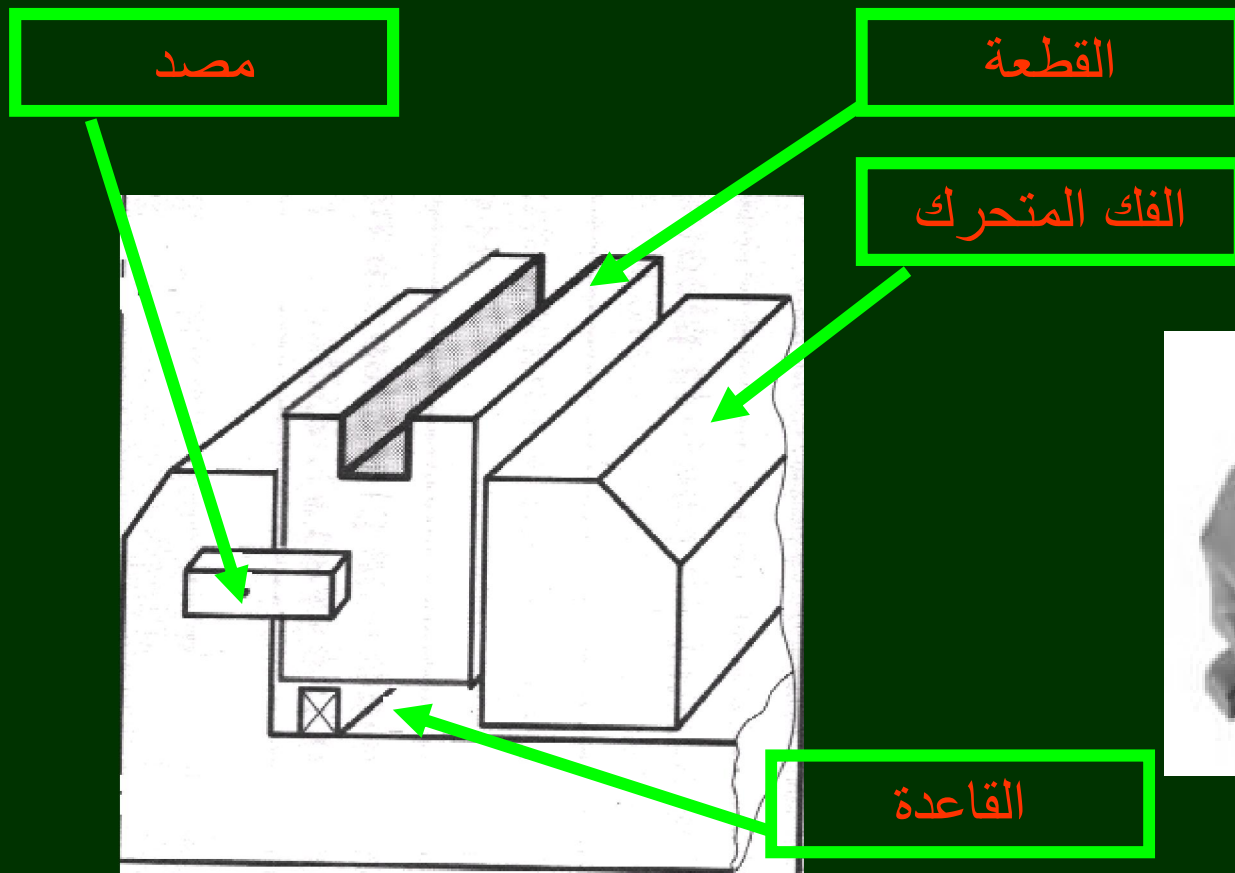 مصد
القطعة
الفك المتحرك
القاعدة